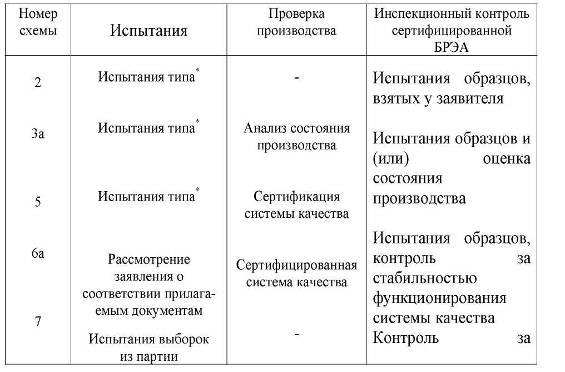 Номер схемы
Испытания
Проверка производства
Инспекционный контроль сертифицированной БРЭА
2
Испытания типа*
-
Испытания образцов,
взятых у заявителя
3а
Испытания типа*
Анализ состояния
производства
Испытания образцов и
(или) оценка
состояния
производства
5
Испытания типа*
Сертификация
системы качества
6а
Рассмотрение
заявления о
соответствии прилага-
емым документам
Сертифицированная
система качества
Испытания образцов,
контроль за
стабильностью
функционирования
системы качества
7
Испытания выборок
из партии
-
Контроль за